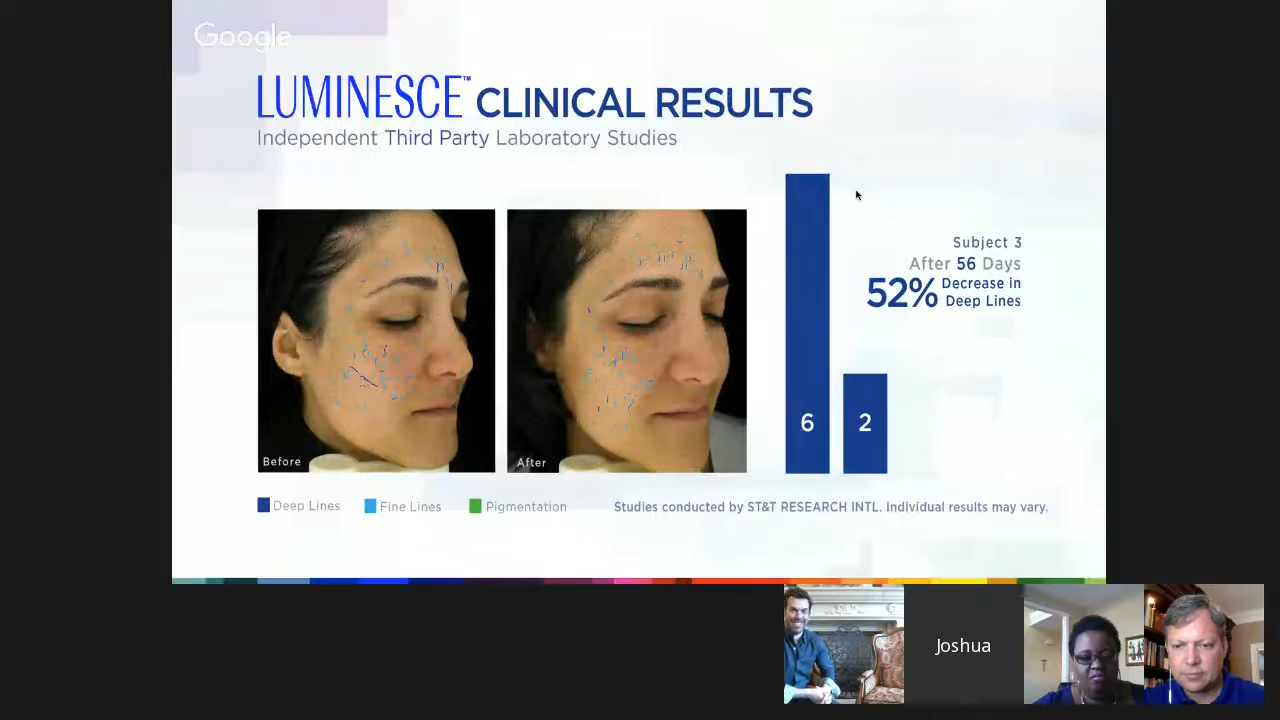 Google
LUMINESCE™ CLINICAL RESULTS
Independent Third Party Laboratory Studies
Subject 3
After 56 Days
52% Decrease in
Deep Lines
6 2
Before After
Deep Lines Fine Lines Pigmentation Studies conducted by ST&T RESEARCH INTL. Individual results may vary.
Joshua